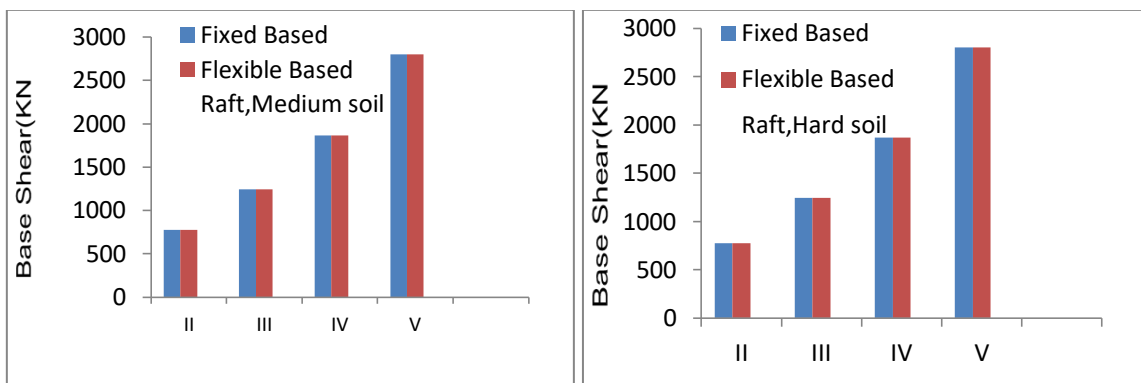 3000
2500
2000
1500
1000
500
0
Base Shear(KN
Fixed Based
Flexible Based
Raft,Medium soil
II III IV V
3000
2500
2000
1500
1000
500
0
Base Shear(KN
Fixed Based
Flexible Based
Raft,Hard soil
II III IV V